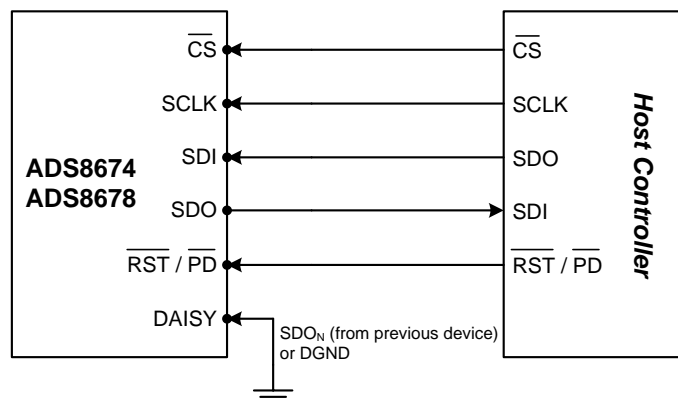 CS
SCLK
SDI
SDO
RST / PD
DAISY
ADS8674
ADS8678
CS
SCLK
SDO
SDI
RST / PD
Host Controller
SDON (from previous device)
or DGND